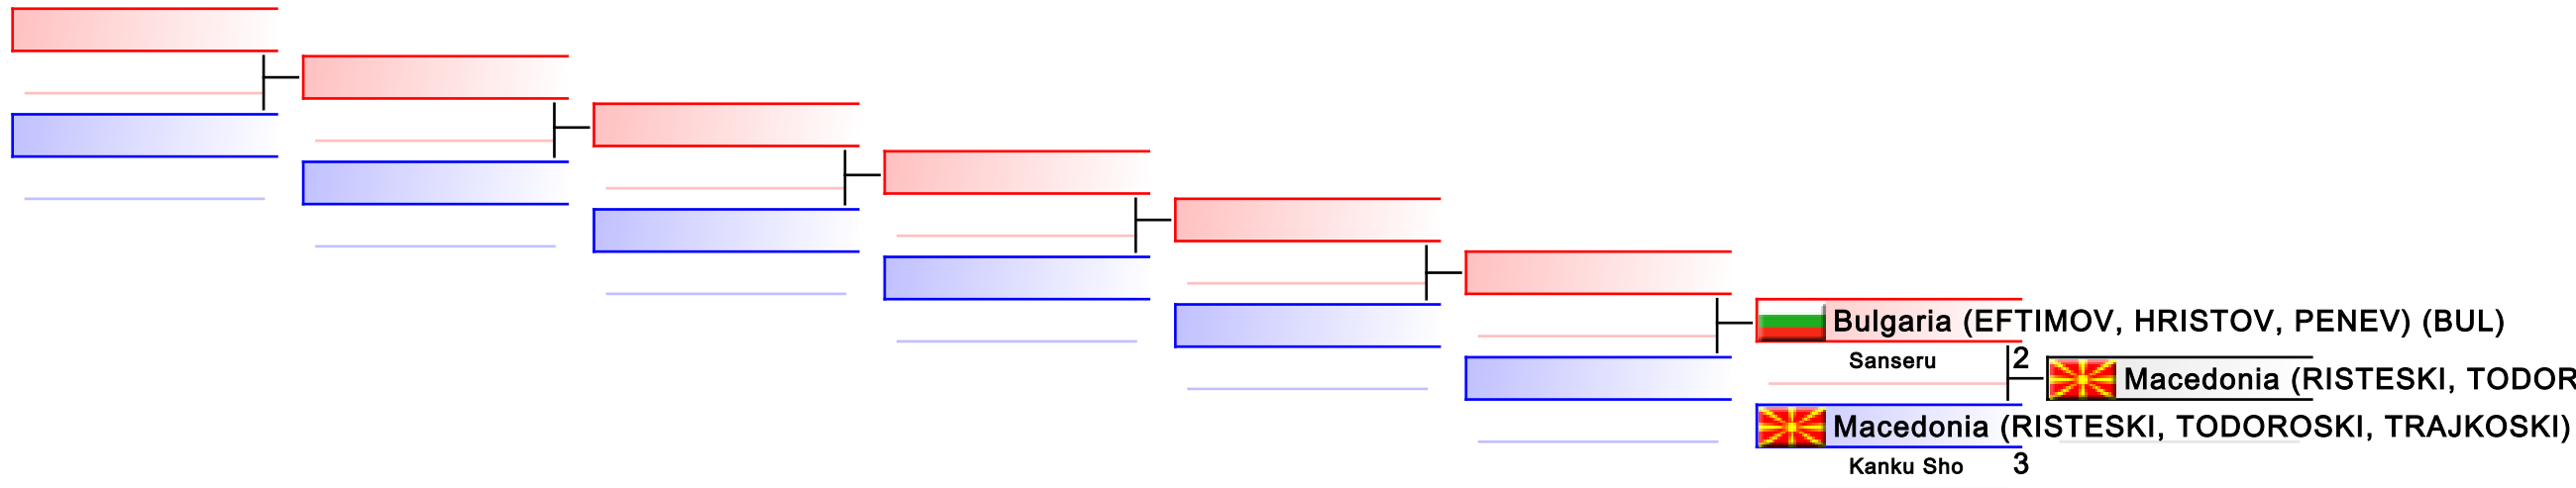 Bulgaria (EFTIMOV, HRISTOV, PENEV) (BUL)
Sanseru 2
Macedonia (RISTESKI, TODOR
Macedonia (RISTESKI, TODOROSKI, TRAJKOSKI)
Kanku Sho 3